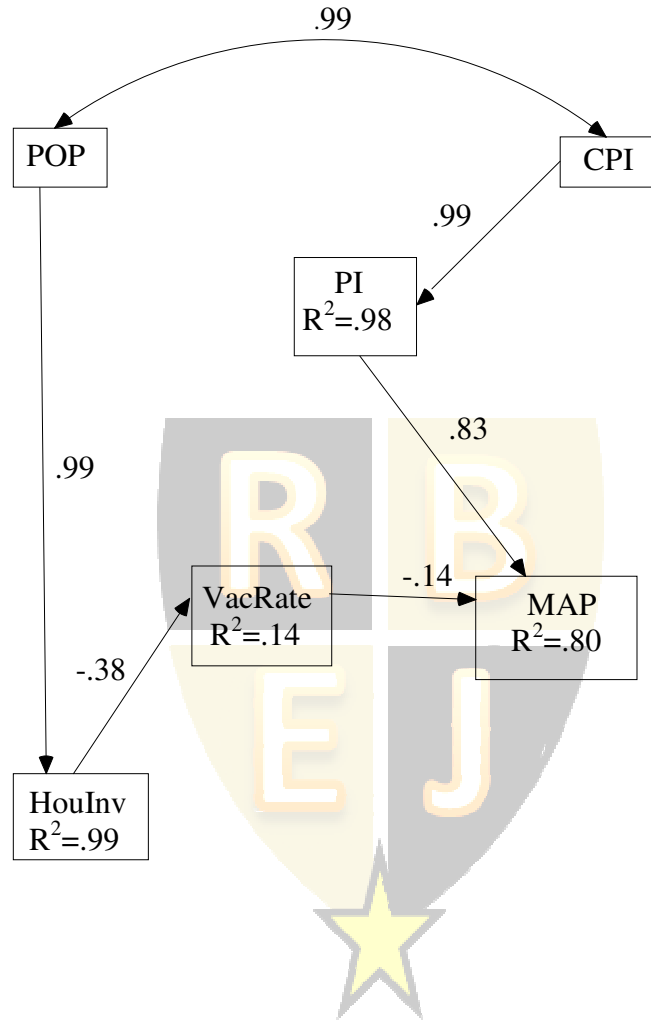 .99
POP
CPI
.99
PI
R²=.98
.83
.99
R B
VacRate
R²=.14
-.14
MAP
R²=.80
-.38
E J
HouInv
R²=.99